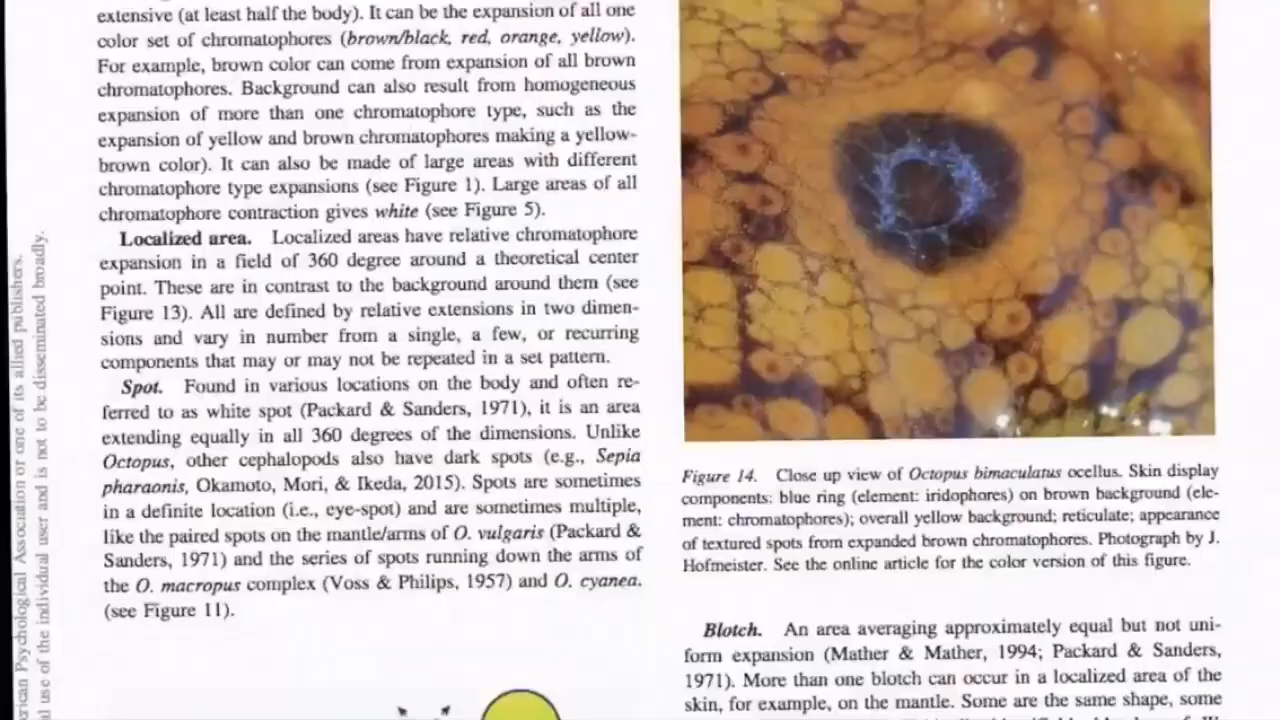 extensive (at least half the body). It can be the expansion of all one
color set of chromatophores (brown/black, red, orange, yellow).
For example, brown color can come from expansion of all brown
chromatophores. Background can also result from homogeneous
expansion of more than one chromatophore type, such as the
expansion of yellow and brown chromatophores making a yellow-
brown color). It can also be made of large areas with different
chromatophore type expansions (see Figure 1). Large areas of all
chromatophore contraction gives white (see Figure 5).
Localized area. Localized areas have relative chromatophore
expansion in a field of 360 degree around a theoretical center
point. These are in contrast to the background around them (see
Figure 13). All are defined by relative extensions in two dimen-
sions and vary in number from a single, a few, or recurring
components that may or may not be repeated in a set pattern.
Spot. Found in various locations on the body and often re-
ferred to as white spot (Packard & Sanders, 1971), it is an area
extending equally in all 360 degrees of the dimensions. Unlike
Octopus, other cephalopods also have dark spots (e.g., Sepia
pharaonis, Okamoto, Mori, & Ikeda, 2015). Spots are sometimes
in a definite location (i.e., eye-spot) and are sometimes multiple,
like the paired spots on the mantle/arms of O. vulgaris (Packard &
Sanders, 1971) and the series of spots running down the arms of
the O. macropus complex (Voss & Philips, 1957) and O. cyanea.
(see Figure 11).
Figure 14. Close up view of Octopus bimaculatus ocellus. Skin display
components: blue ring (element: iridophores) on brown background (ele-
ment: chromatophores); overall yellow background; reticulate; appearance
of textured spots from expanded brown chromatophores. Photograph by J.
Hofmeister. See the online article for the color version of this figure.
Blotch. An area averaging approximately equal but not uni-
form expansion (Mather & Mather, 1994; Packard & Sanders,
1971). More than one blotch can occur in a localized area of the
skin, for example, on the mantle. Some are the same shape, some
rican Psychological Association or one of its allied publishers.
al use of the individual user and is not to be disseminated broadly.